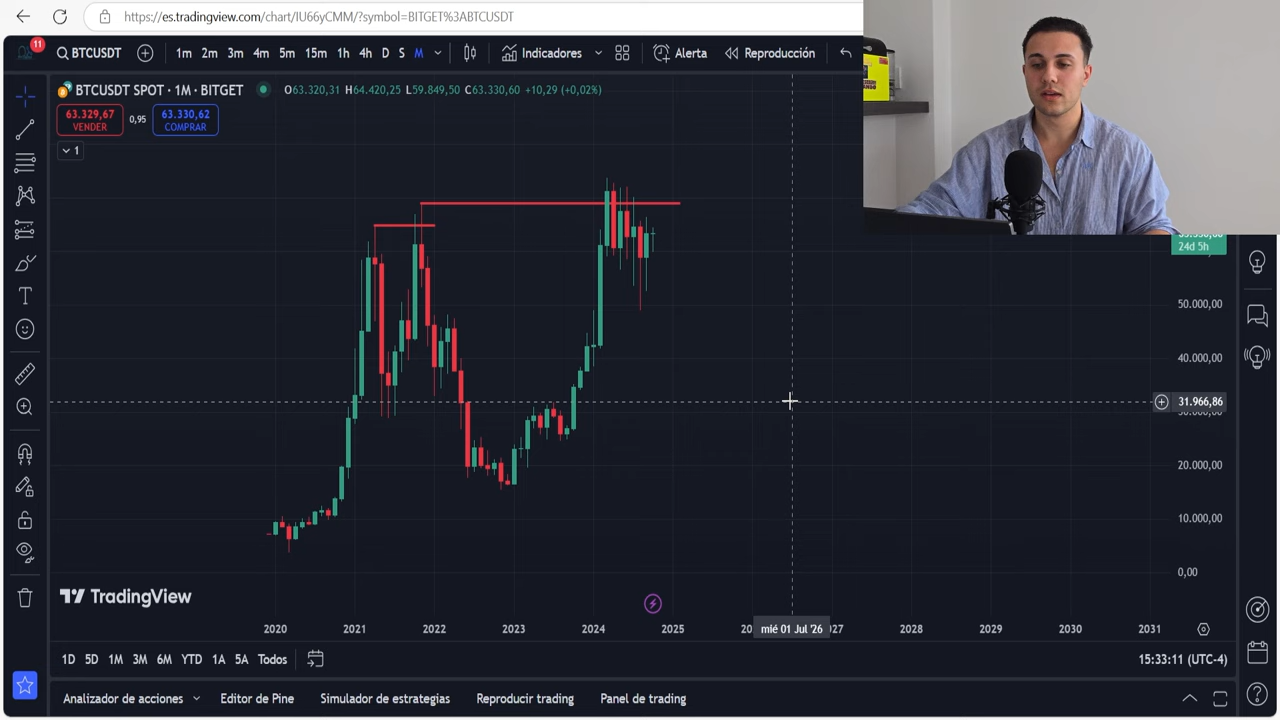 https://es.tradingview.com/chart/IU66yCMM/?symbol=BITGET%3ABTCUSDT
11
BTCUSDT 1m 2m 3m 4m 5m 15m 1h 4h D S M Indicadores Alerta Reproducción
BTCUSDT SPOT · 1M · BITGET O63.320,31 H64.420,25 L59.849,50 C63.330,60 +10,29 (+0,02%)
63.329,67 0,95 63.330,62
VENDER COMPRAR
1
24d 5h
50.000,00
40.000,00
31.966,86
30.000,00
20.000,00
10.000,00
0,00
TradingView
2020 2021 2022 2023 2024 2025 mié 01 Jul '26 2028 2029 2030 2031
1D 5D 1M 3M 6M YTD 1A 5A Todos 15:33:11 (UTC-4)
Analizador de acciones Editor de Pine Simulador de estrategias Reproducir trading Panel de trading